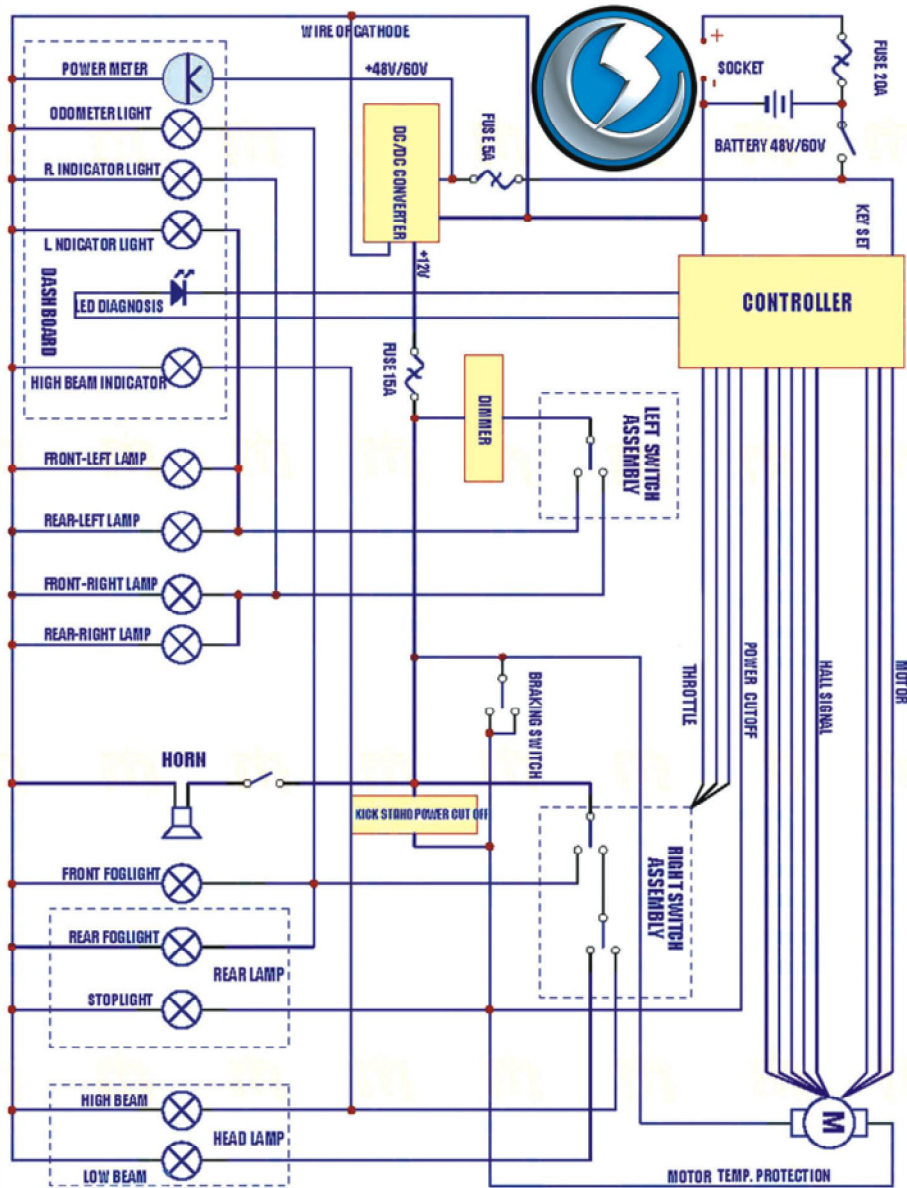 WIRE OF CATHODE
POWER METER
+48V/60V
ODOMETER LIGHT
R. INDICATOR LIGHT
L NDICATOR LIGHT
LED DIAGNOSIS
HIGH BEAM INDICATOR
DASHBOARD
DC/DC CONVERTER
FUSE 5A
+12V
FUSE 15A
DIMMER
+
SOCKET
-
FUSE 20A
BATTERY 48V/60V
KEY SET
CONTROLLER
LEFT SWITCH
ASSEMBLY
FRONT-LEFT LAMP
REAR-LEFT LAMP
FRONT-RIGHT LAMP
REAR-RIGHT LAMP
THROTTLE
POWER CUTOFF
HALL SIGNAL
MOTOR
BRAKING SWITCH
HORN
KICK STAND POWER CUT OFF
RIGHT SWITCH
ASSEMBLY
FRONT FOGLIGHT
REAR FOGLIGHT
REAR LAMP
STOPLIGHT
HIGH BEAM
HEAD LAMP
LOW BEAM
M
MOTOR TEMP. PROTECTION